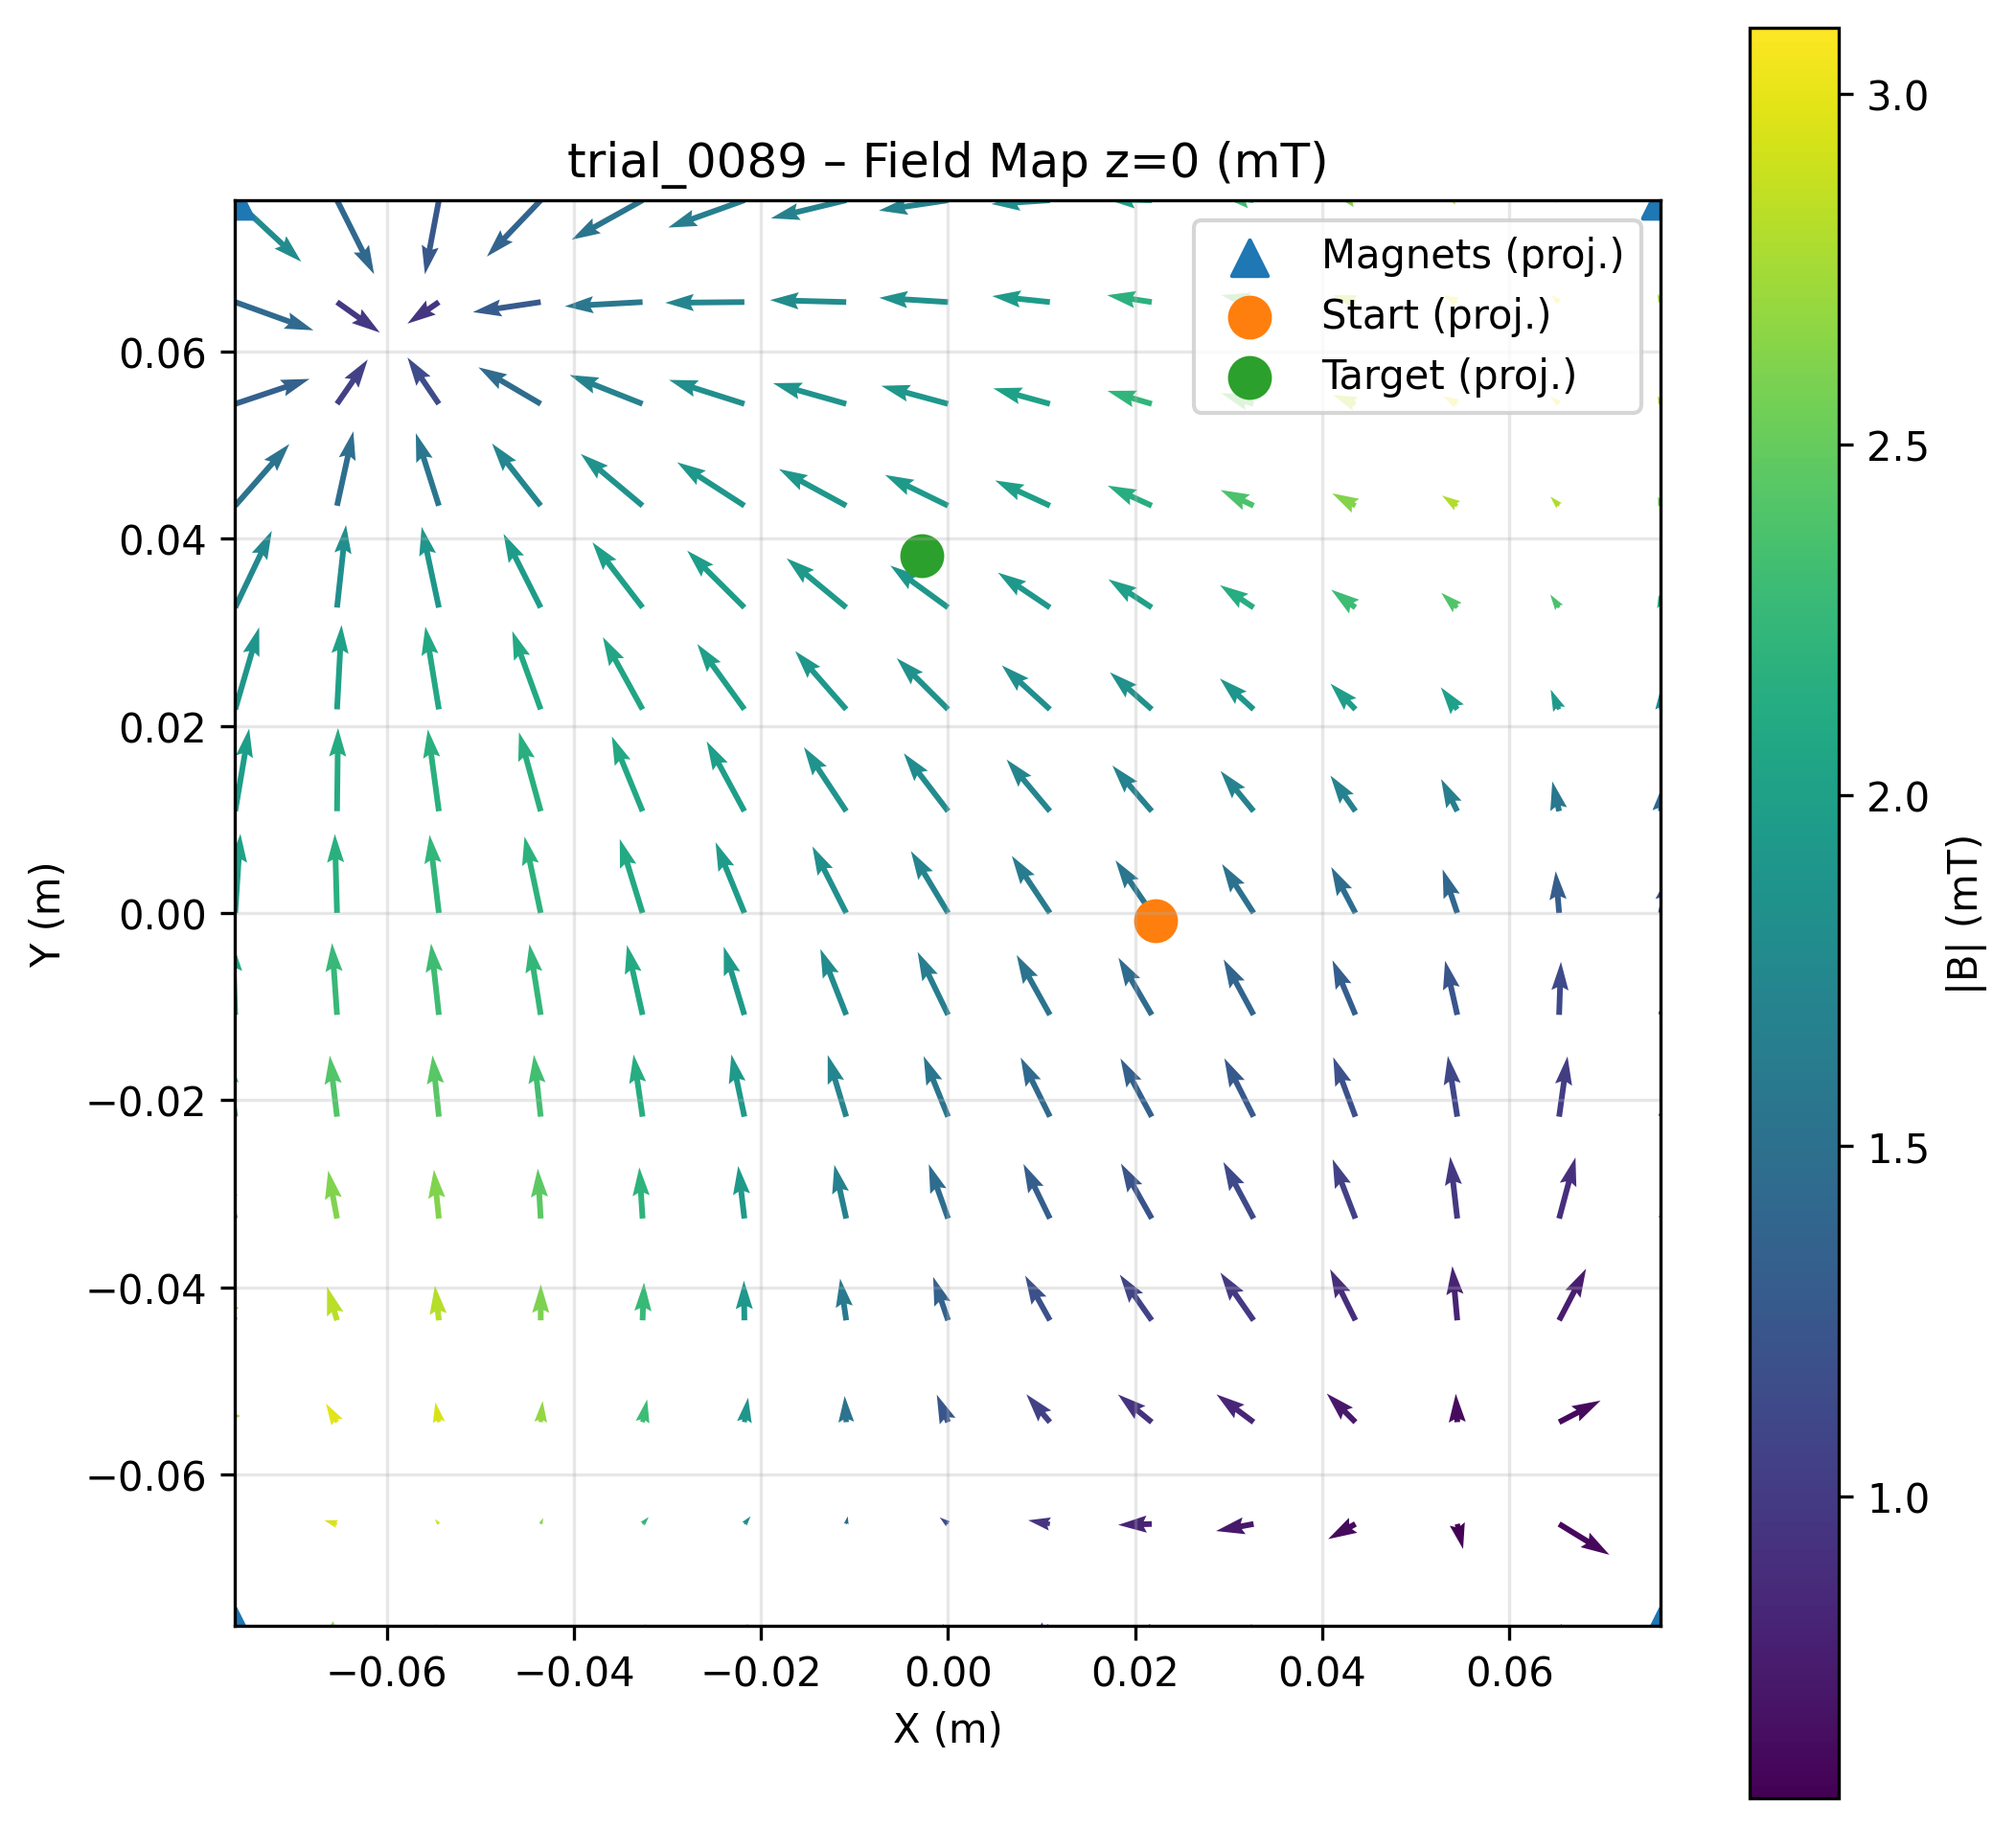 trial_0089 – Field Map z=0 (mT)
Magnets (proj.)
Start (proj.)
Target (proj.)
Y (m)
0.06
0.04
0.02
0.00
−0.02
−0.04
−0.06
−0.06 −0.04 −0.02 0.00 0.02 0.04 0.06
X (m)
3.0
2.5
2.0
1.5
1.0
|B| (mT)